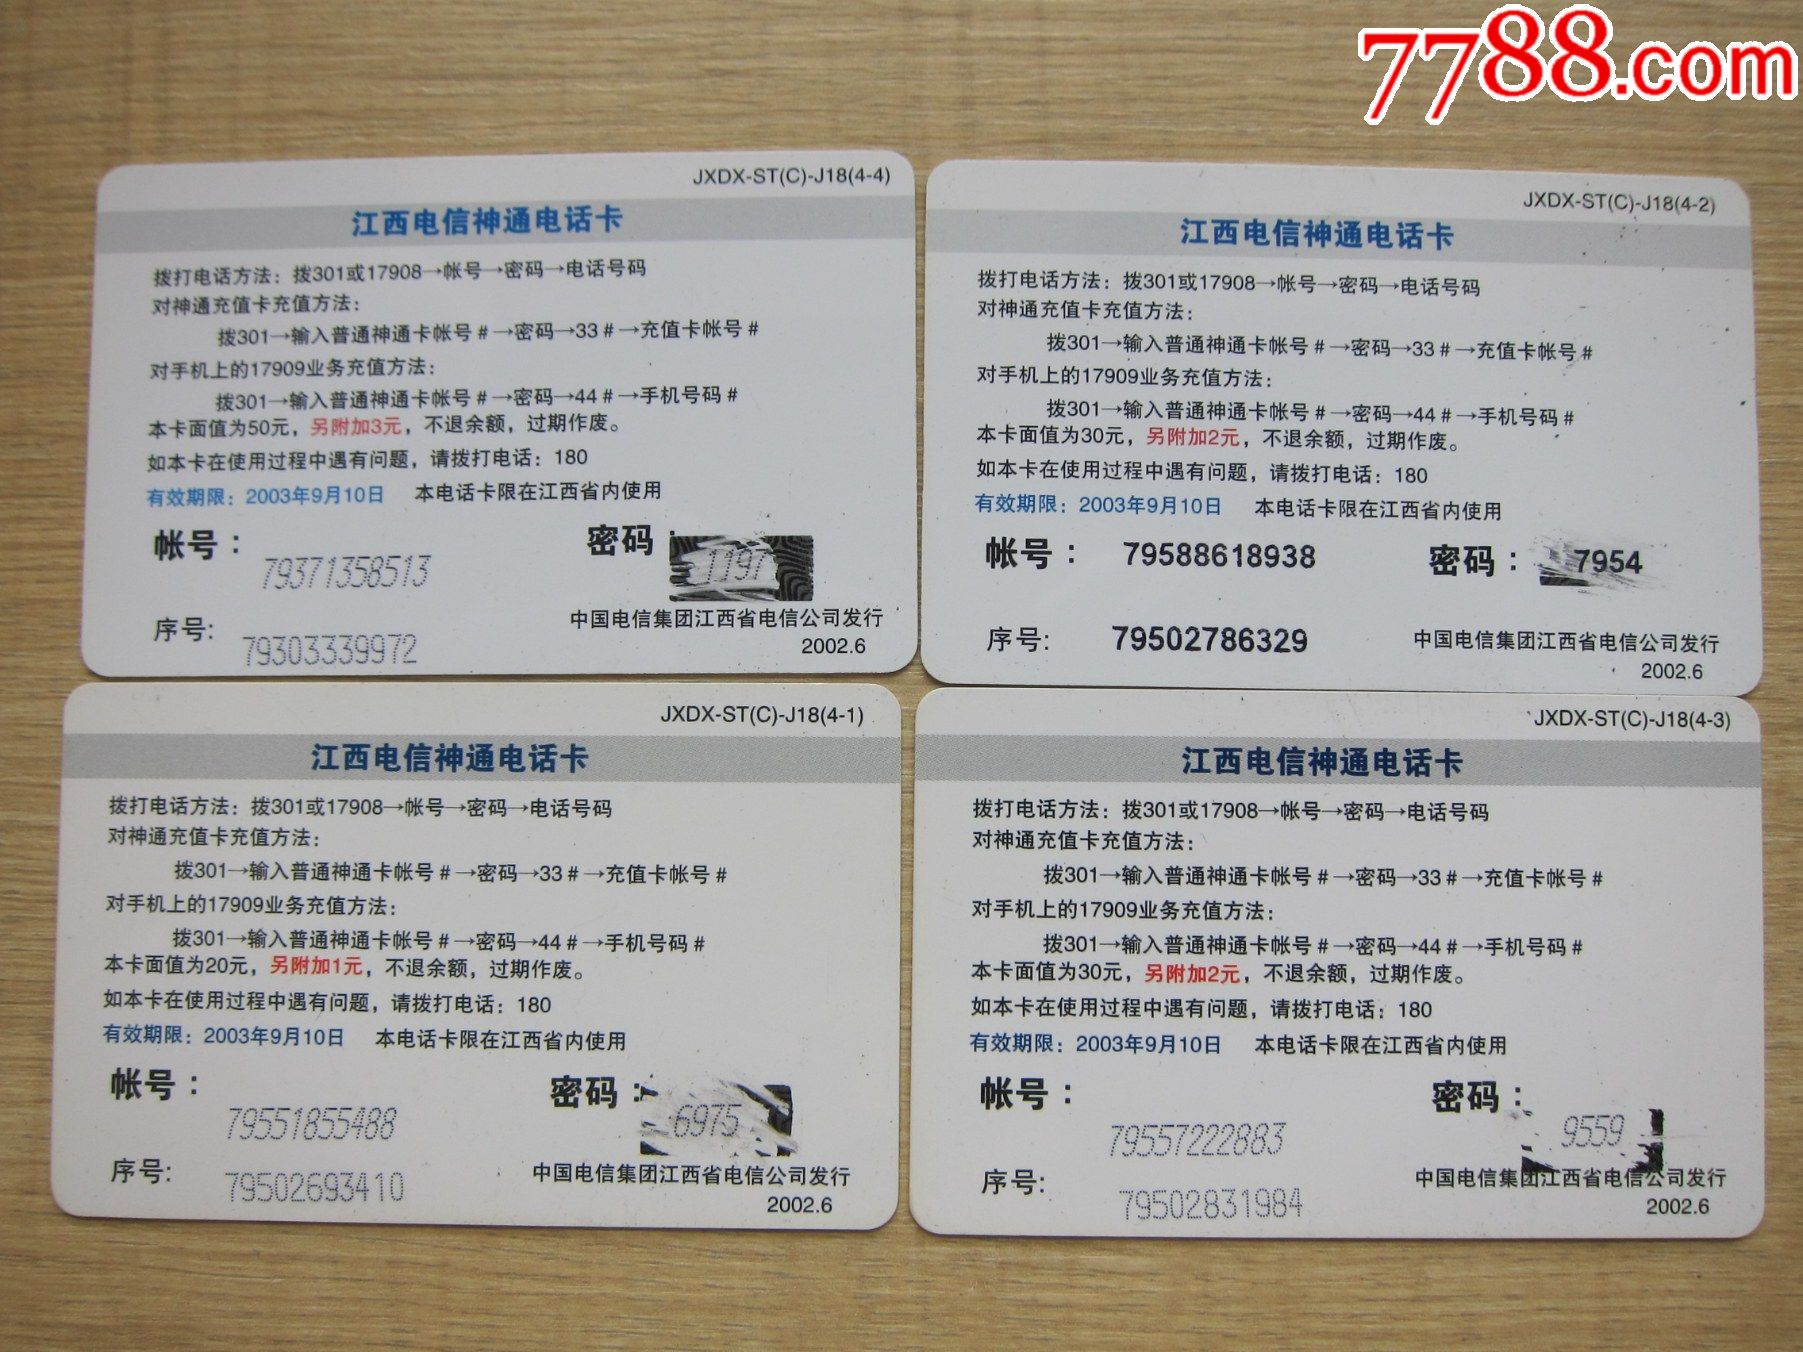 7788.com
JXDX-ST(C)-J18(4-4)
江西电信神通电话卡
拨打电话方法：拨301或17908→帐号→密码→电话号码
对神通充值卡充值方法：
拨301→输入普通神通卡帐号#→密码→33#→充值卡帐号#
对手机上的17909业务充值方法：
拨301→输入普通神通卡帐号#→密码→44#→手机号码#
本卡面值为50元，另附加3元，不退余额，过期作废。
如本卡在使用过程中遇有问题，请拨打电话：180
有效期限：2003年9月10日 本电话卡限在江西省内使用
帐号：79371358513 密码：1197
序号:79303339972 中国电信集团江西省电信公司发行
2002.6
JXDX-ST(C)-J18(4-2)
江西电信神通电话卡
拨打电话方法：拨301或17908→帐号→密码→电话号码
对神通充值卡充值方法：
拨301→输入普通神通卡帐号#→密码→33#→充值卡帐号#
对手机上的17909业务充值方法：
拨301→输入普通神通卡帐号#→密码→44#→手机号码#
本卡面值为30元，另附加2元，不退余额，过期作废。
如本卡在使用过程中遇有问题，请拨打电话：180
有效期限：2003年9月10日 本电话卡限在江西省内使用
帐号：79588618938 密码：7954
序号:79502786329 中国电信集团江西省电信公司发行
2002.6
JXDX-ST(C)-J18(4-1)
江西电信神通电话卡
拨打电话方法：拨301或17908→帐号→密码→电话号码
对神通充值卡充值方法：
拨301→输入普通神通卡帐号#→密码→33#→充值卡帐号#
对手机上的17909业务充值方法：
拨301→输入普通神通卡帐号#→密码→44#→手机号码#
本卡面值为20元，另附加1元，不退余额，过期作废。
如本卡在使用过程中遇有问题，请拨打电话：180
有效期限：2003年9月10日 本电话卡限在江西省内使用
帐号：79551855488 密码：6975
序号:79502693410 中国电信集团江西省电信公司发行
2002.6
JXDX-ST(C)-J18(4-3)
江西电信神通电话卡
拨打电话方法：拨301或17908→帐号→密码→电话号码
对神通充值卡充值方法：
拨301→输入普通神通卡帐号#→密码→33#→充值卡帐号#
对手机上的17909业务充值方法：
拨301→输入普通神通卡帐号#→密码→44#→手机号码#
本卡面值为30元，另附加2元，不退余额，过期作废。
如本卡在使用过程中遇有问题，请拨打电话：180
有效期限：2003年9月10日 本电话卡限在江西省内使用
帐号：79557222883 密码：9559
序号:79502831984 中国电信集团江西省电信公司发行
2002.6